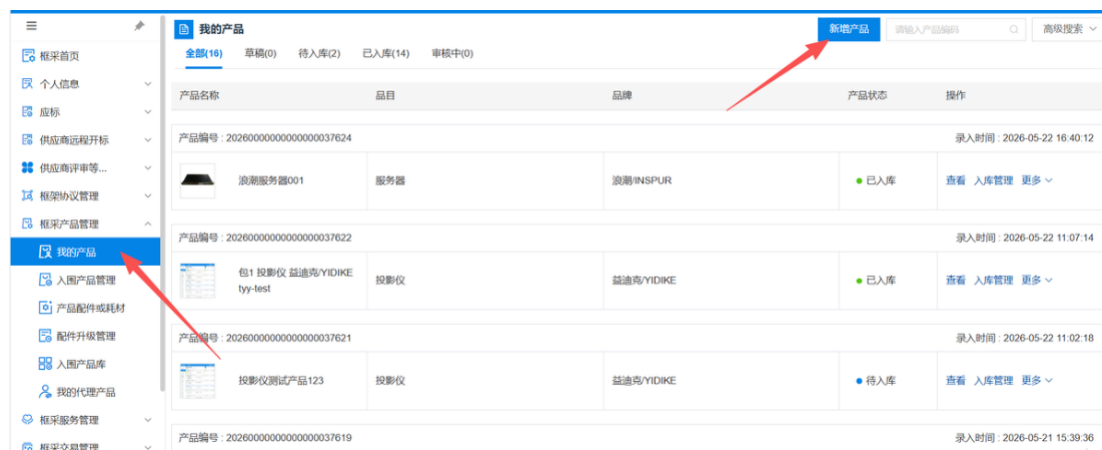 我的产品
新增产品
请输入产品编码
高级搜索
全部(16) 草稿(0) 待入库(2) 已入库(14) 审核中(0)
框采首页
个人信息
应标
供应商远程开标
供应商评审等...
框架协议管理
框采产品管理
我的产品
入围产品管理
产品配件或耗材
配件升级管理
入围产品库
我的代理产品
框采服务管理
框采交易管理
产品名称 品目 品牌 产品状态 操作
产品编号 : 20260000000000000037624 录入时间 : 2026-05-22 16:40:12
浪潮服务器001 服务器 浪潮/INSPUR 已入库 查看 入库管理 更多
产品编号 : 20260000000000000037622 录入时间 : 2026-05-22 11:07:14
包1 投影仪 益迪克/YIDIKE
tyy-test
投影仪 益迪克/YIDIKE 已入库 查看 入库管理 更多
产品编号 : 20260000000000000037621 录入时间 : 2026-05-22 11:02:18
投影仪测试产品123 投影仪 益迪克/YIDIKE 待入库 查看 入库管理 更多
产品编号 : 20260000000000000037619 录入时间 : 2026-05-21 15:39:36